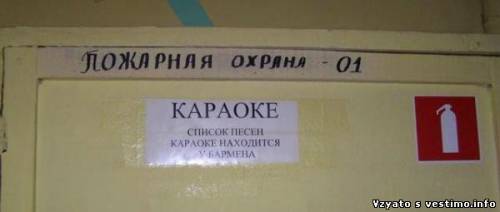 ПОЖАРНАЯ ОХРАНА - 01
КАРАОКЕ
СПИСОК ПЕСЕН
КАРАОКЕ НАХОДИТСЯ
У БАРМЕНА
Vzyato s vestimo.info